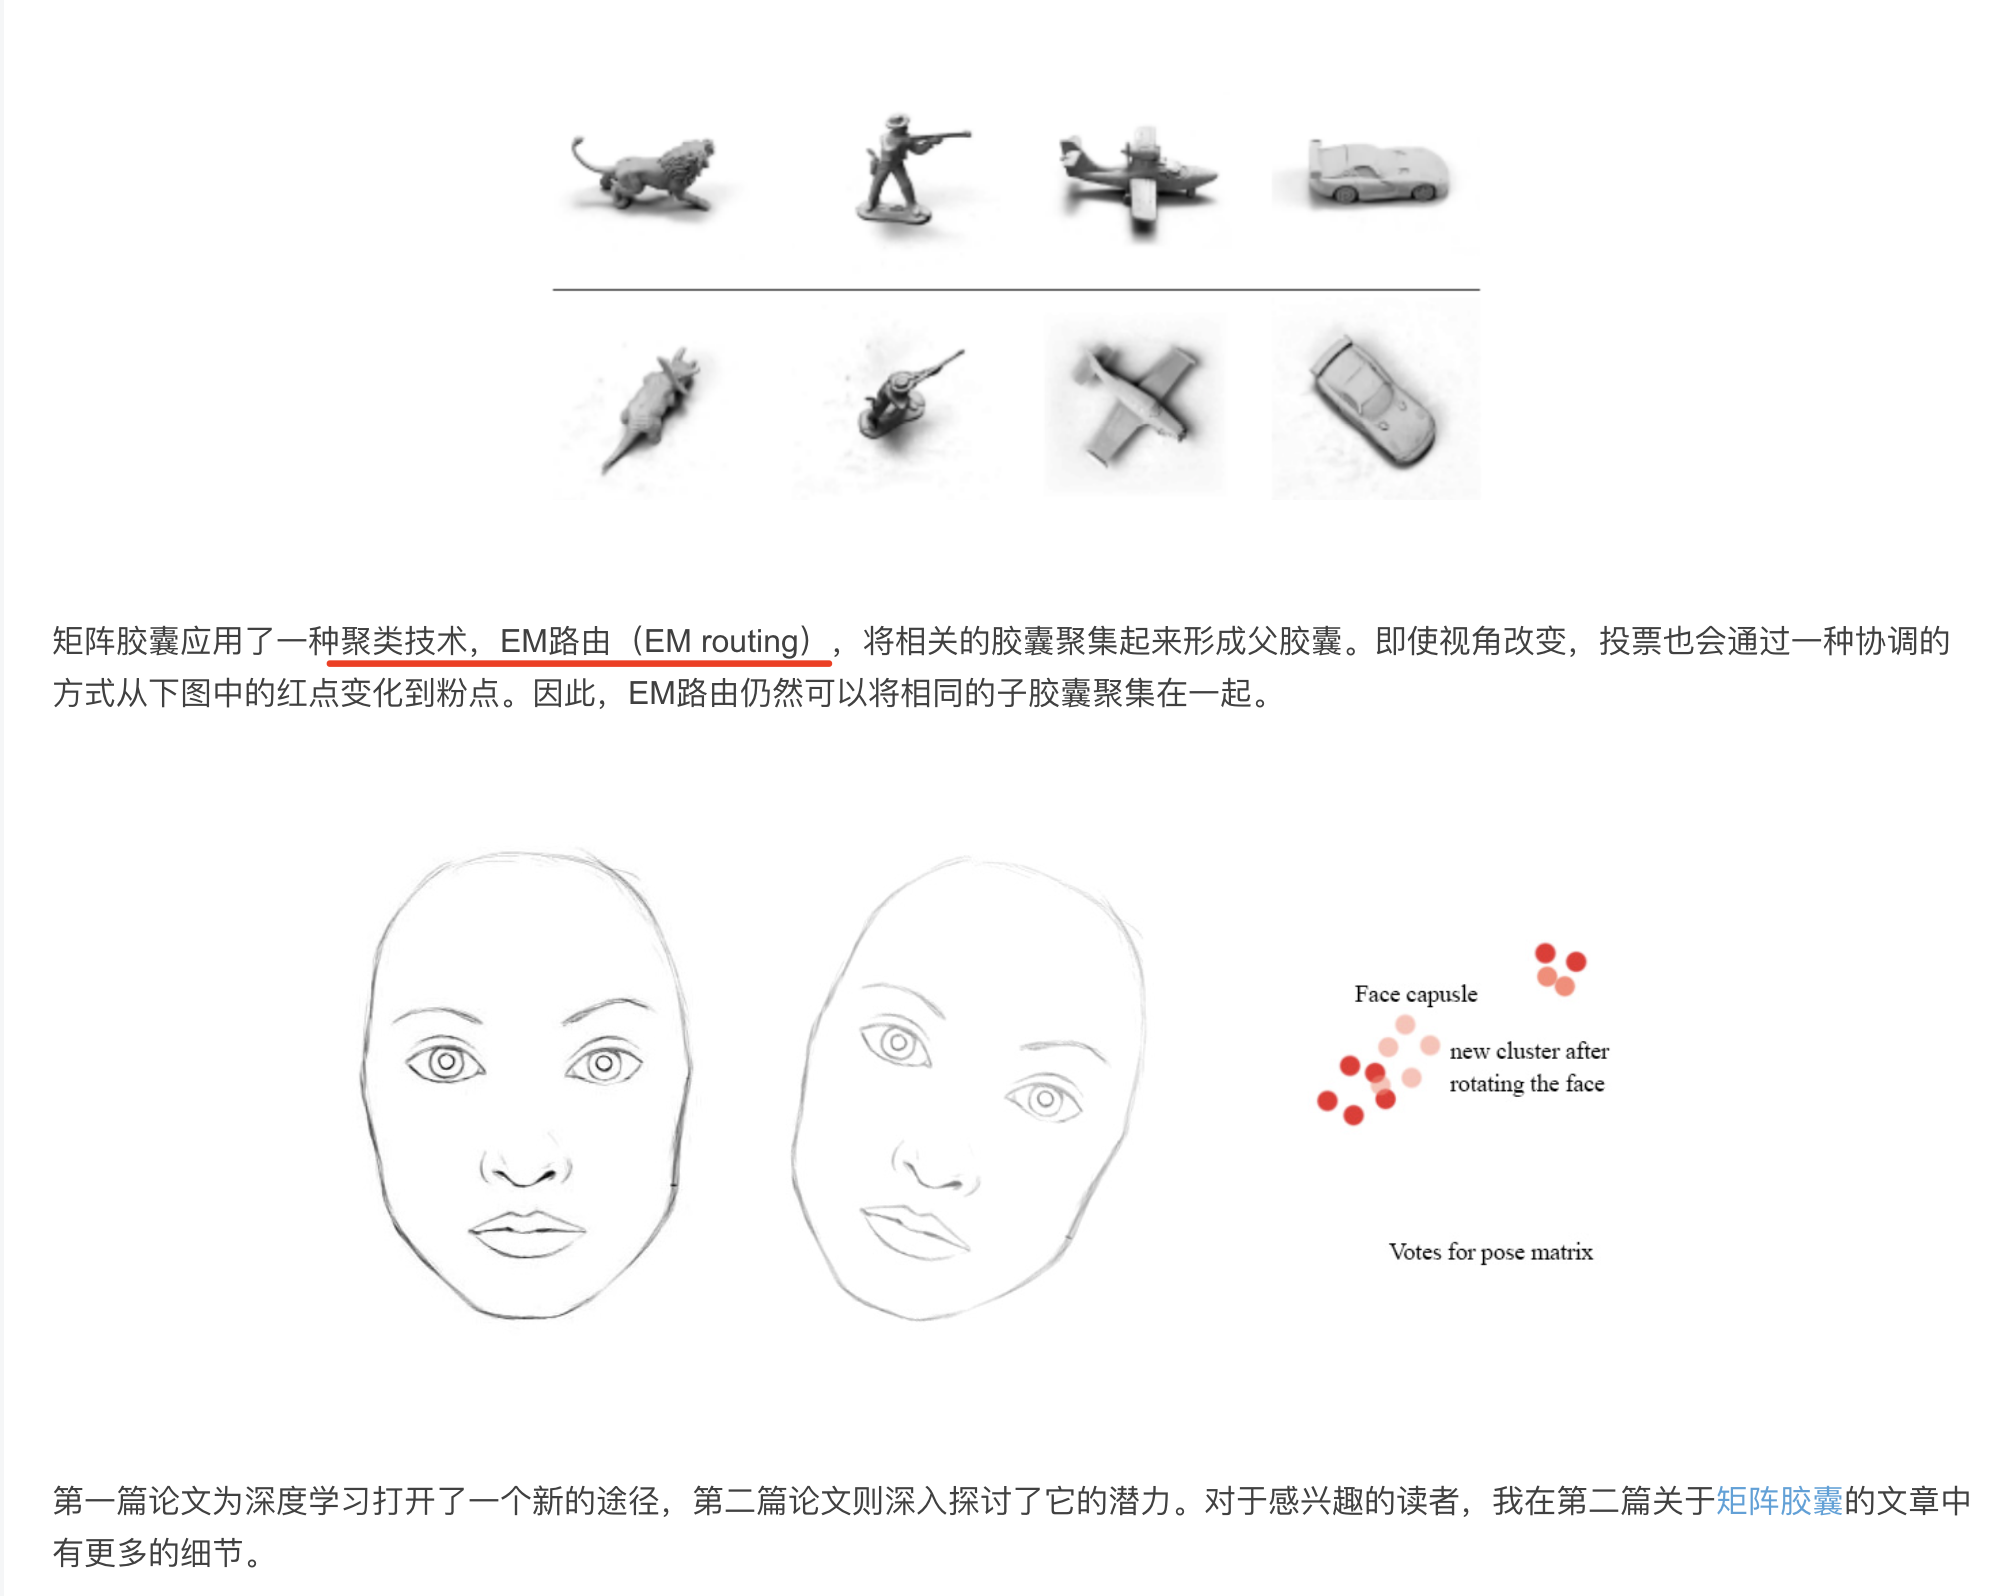 矩阵胶囊应用了一种聚类技术，EM路由（EM routing），将相关的胶囊聚集起来形成父胶囊。即使视角改变，投票也会通过一种协调的
方式从下图中的红点变化到粉点。因此，EM路由仍然可以将相同的子胶囊聚集在一起。
Face capusle
new cluster after
rotating the face
Votes for pose matrix
第一篇论文为深度学习打开了一个新的途径，第二篇论文则深入探讨了它的潜力。对于感兴趣的读者，我在第二篇关于矩阵胶囊的文章中
有更多的细节。